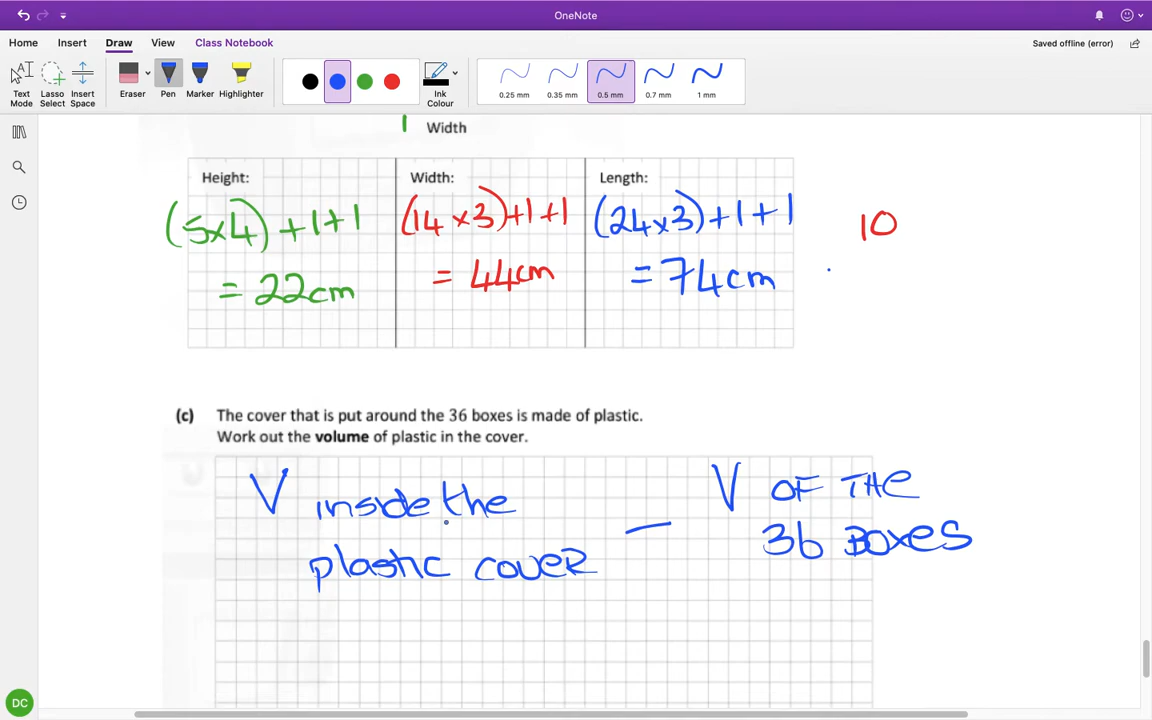 OneNote
Home Insert Draw View Class Notebook
Saved offline (error)
Text Mode
Lasso Select
Insert Space
Eraser
Pen
Marker
Highlighter
Ink Colour
0.25 mm 0.35 mm 0.5 mm 0.7 mm 1 mm
1 Width
Height: Width: Length:
(5x4) +1+1 (14 x3)+1+1 (24x3)+1+1 10
= 22cm = 44cm = 74cm
(c) The cover that is put around the 36 boxes is made of plastic.
Work out the volume of plastic in the cover.
V inside the — V OF THE
plastic cover 36 BOXES
DC